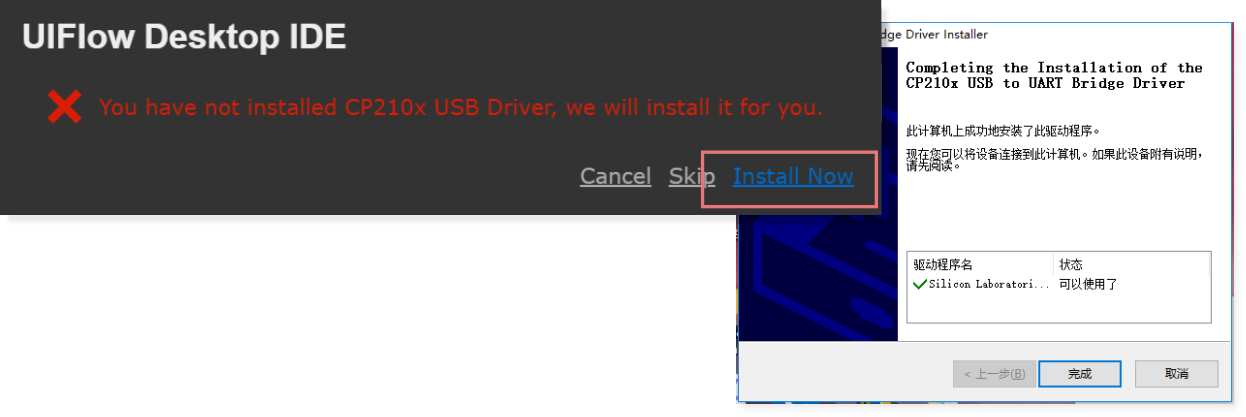 UIFlow Desktop IDE
You have not installed CP210x USB Driver, we will install it for you.
Cancel Skip Install Now
dge Driver Installer
Completing the Installation of the
CP210x USB to UART Bridge Driver
此计算机上成功地安装了此驱动程序。
现在您可以将设备连接到此计算机。如果此设备附有说明，
请先阅读。
驱动程序名 状态
Silicon Laboratori... 可以使用了
< 上一步(B) 完成 取消